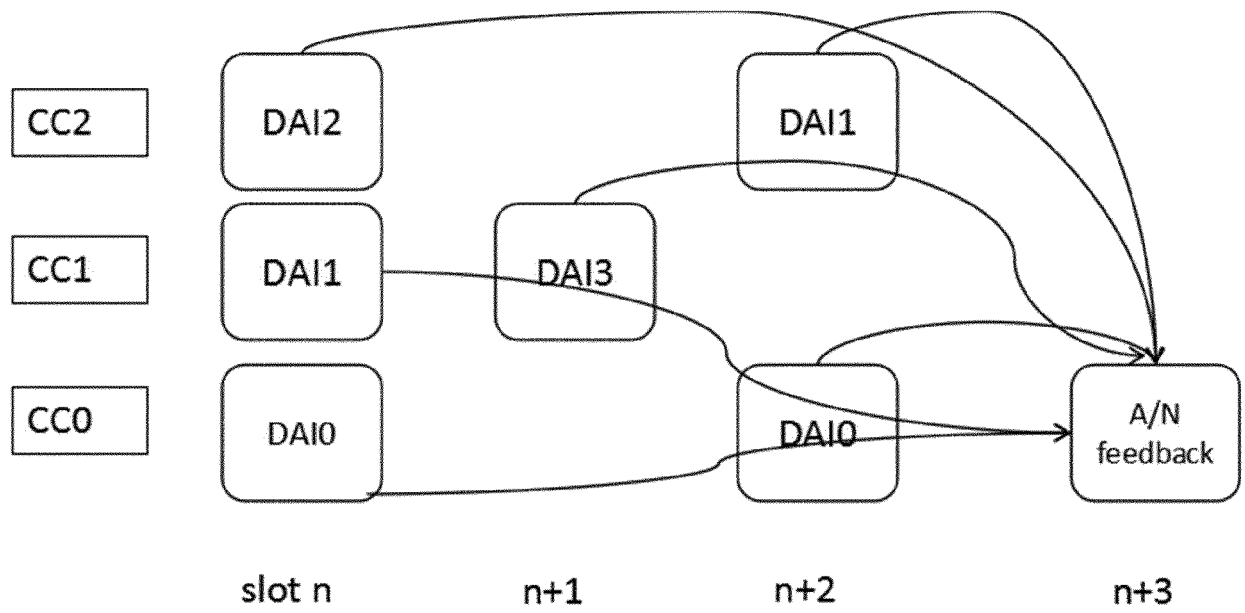 CC2 DAI2 DAI1
CC1 DAI1 DAI3
CC0 DAI0 DAI0 A/N
feedback
slot n n+1 n+2 n+3